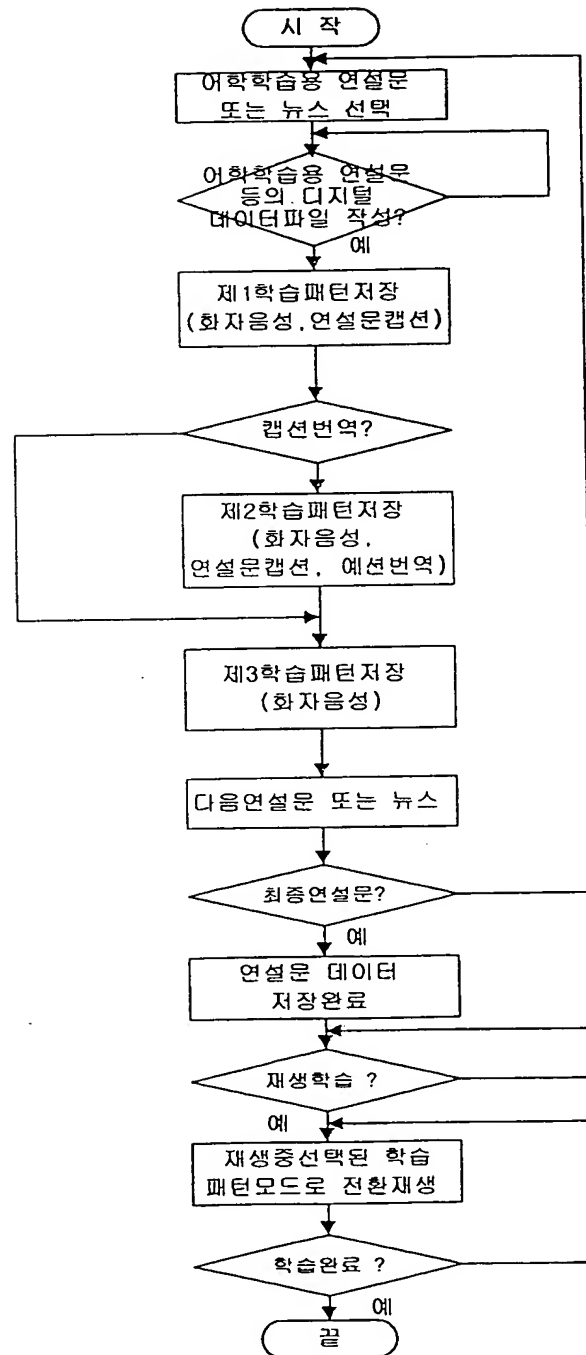 시 작
어학학습용 연설문
또는 뉴스 선택
어학학습용 연설문
등의 디지털
데이터파일 작성?
예
제1학습패턴저장
(화자음성,연설문캡션)
캡션번역?
제2학습패턴저장
(화자음성,
연설문캡션, 예션번역)
제3학습패턴저장
(화자음성)
다음연설문 또는 뉴스
최종연설문?
예
연설문 데이터
저장완료
재생학습 ?
예
재생중선택된 학습
패턴모드로 전환재생
학습완료 ?
예
끝